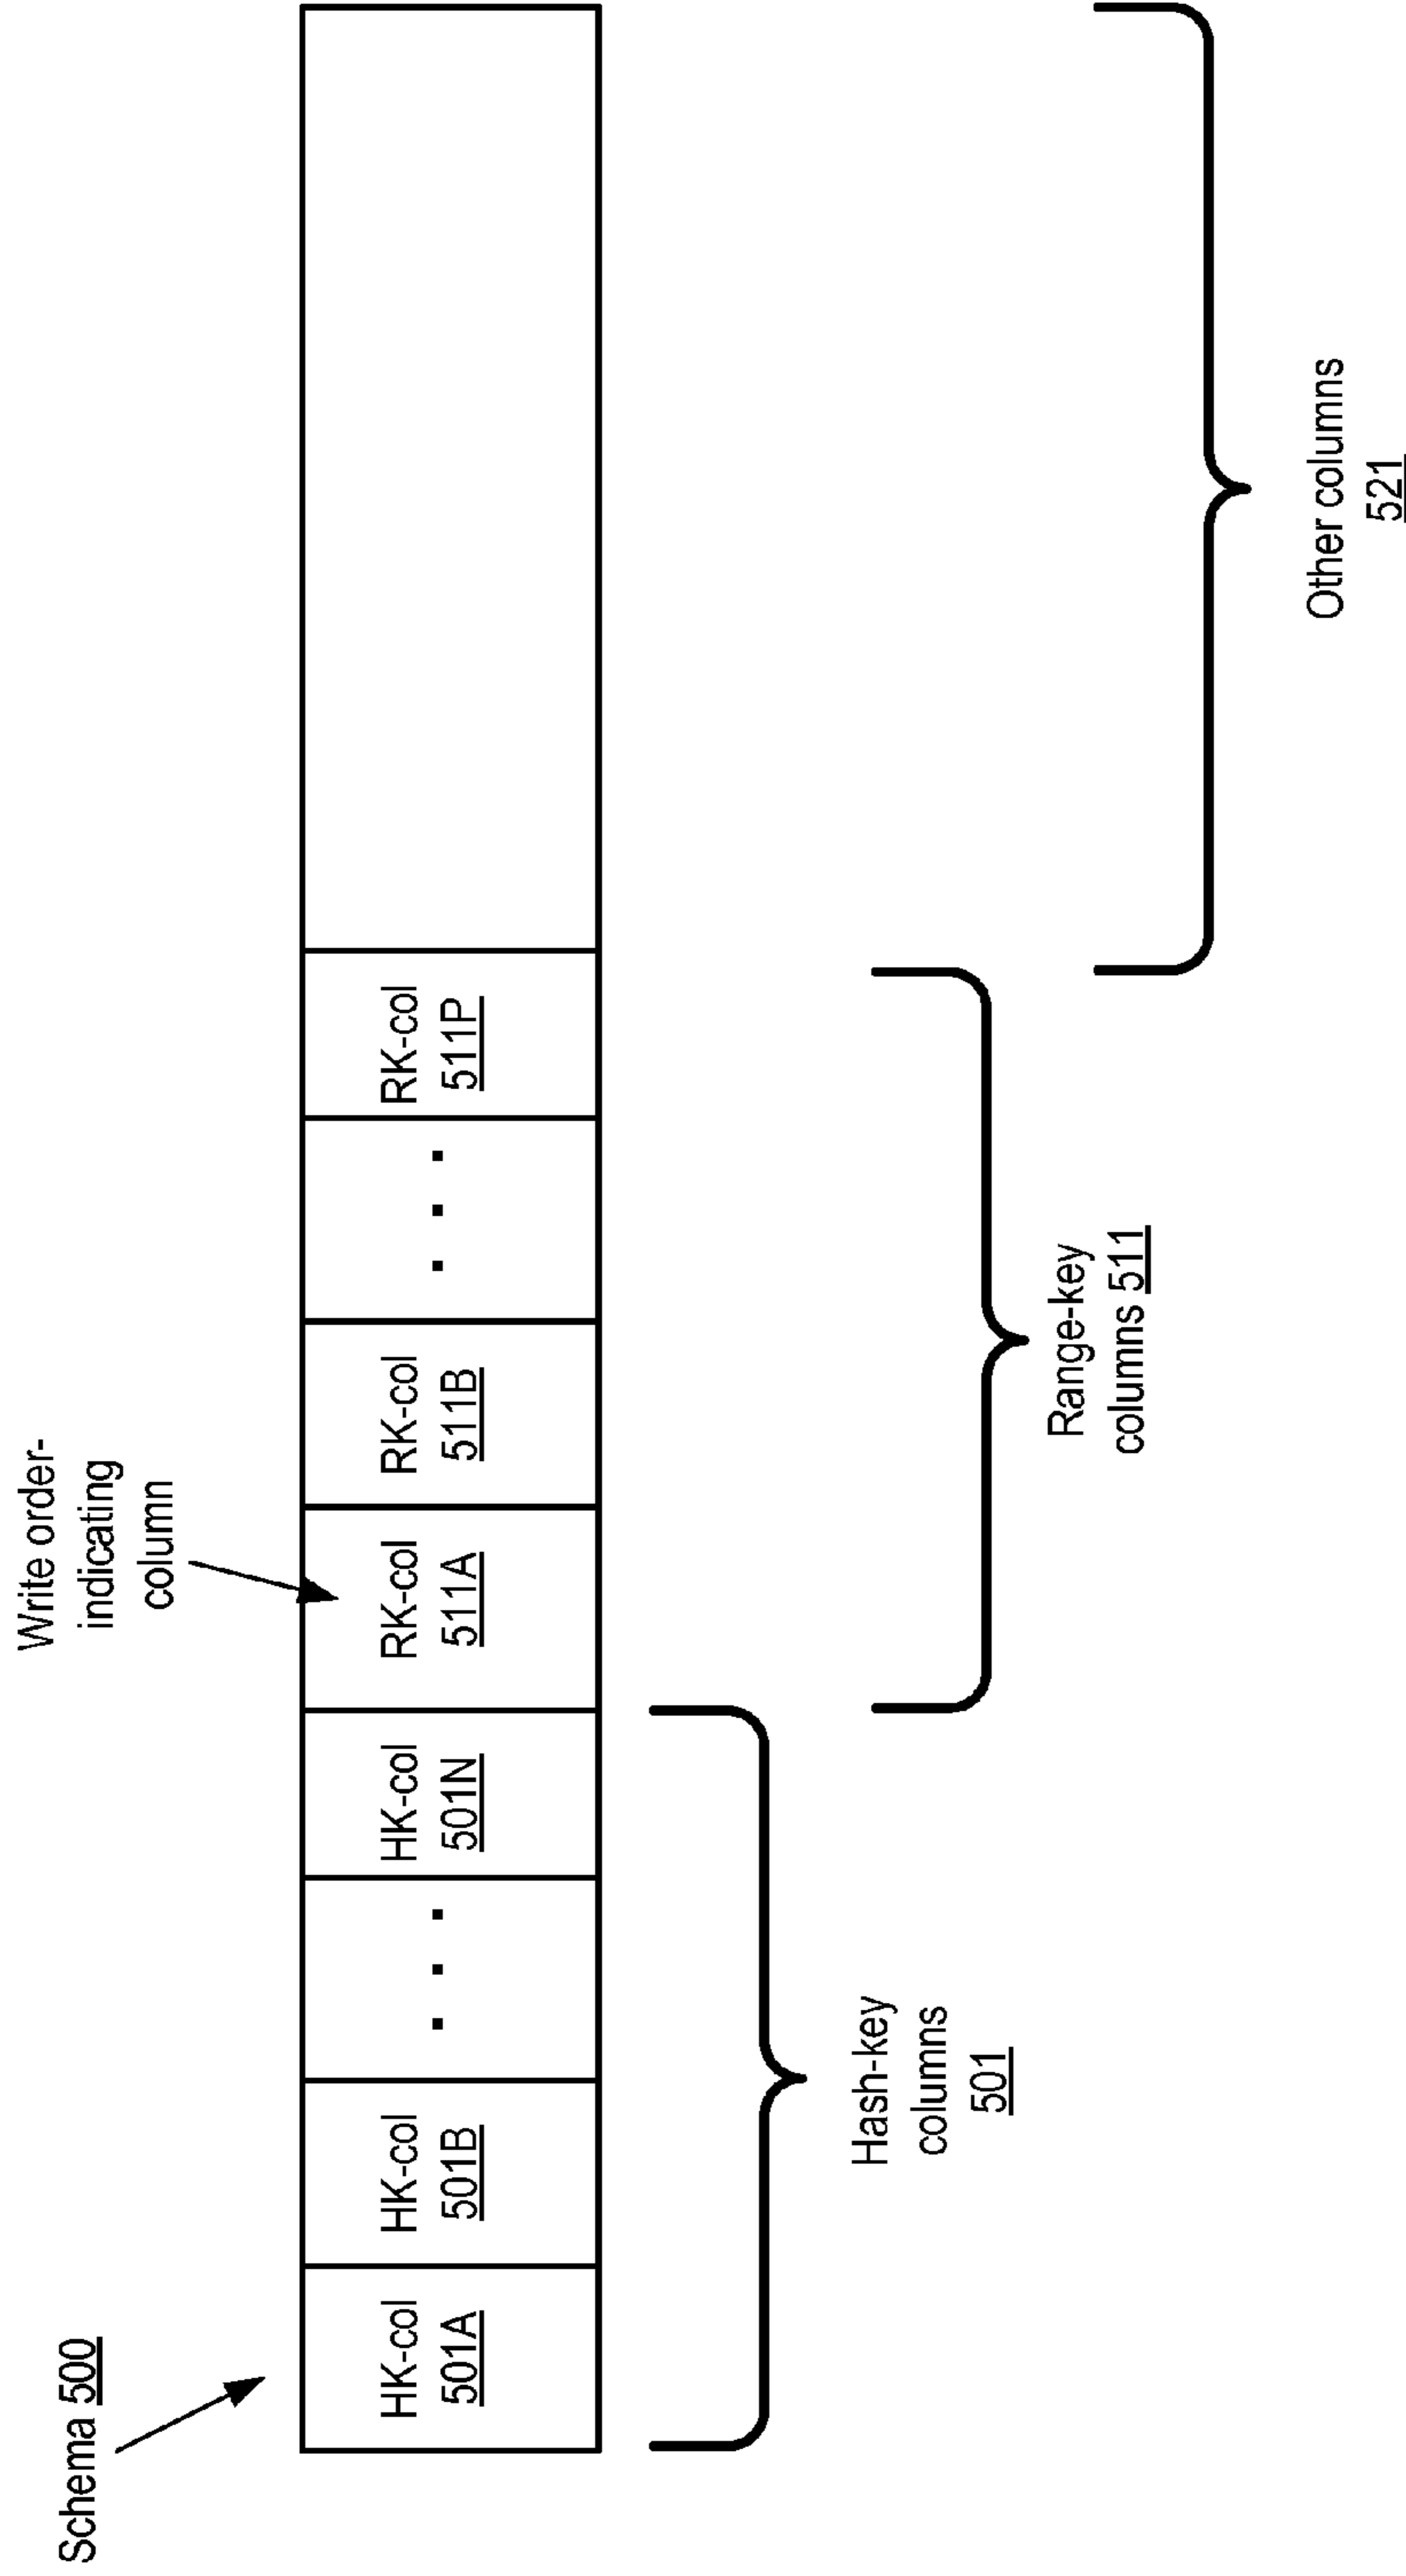 Schema 500
Write order-
indicating
column
HK-col
501A
HK-col
501B
. . .
HK-col
501N
RK-col
511A
RK-col
511B
. . .
RK-col
511P
Hash-key
columns
501
Range-key
columns 511
Other columns
521